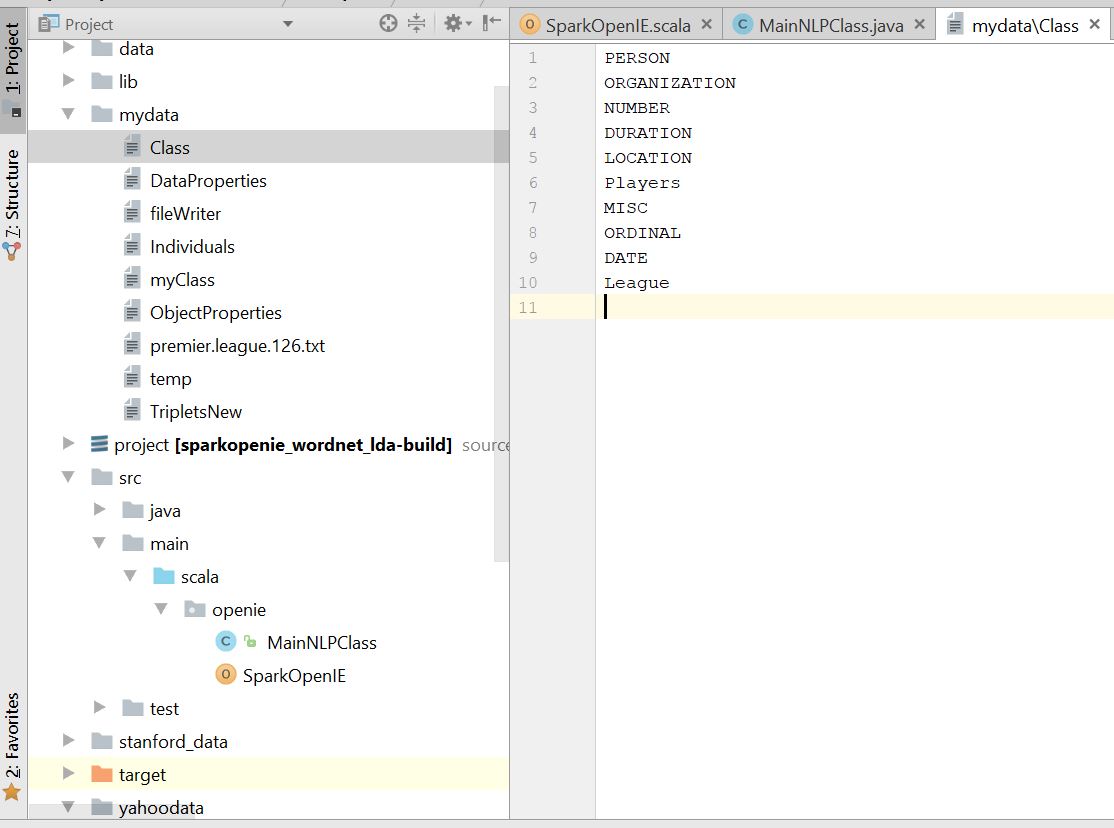 1: Project
7: Structure
2: Favorites
Project
data
lib
mydata
Class
DataProperties
fileWriter
Individuals
myClass
ObjectProperties
premier.league.126.txt
temp
TripletsNew
project [sparkopenie_wordnet_lda-build] source
src
java
main
scala
openie
C MainNLPClass
O SparkOpenIE
test
stanford_data
target
yahoodata
O SparkOpenIE.scala
C MainNLPClass.java
mydata\Class
1 PERSON
2 ORGANIZATION
3 NUMBER
4 DURATION
5 LOCATION
6 Players
7 MISC
8 ORDINAL
9 DATE
10 League
11